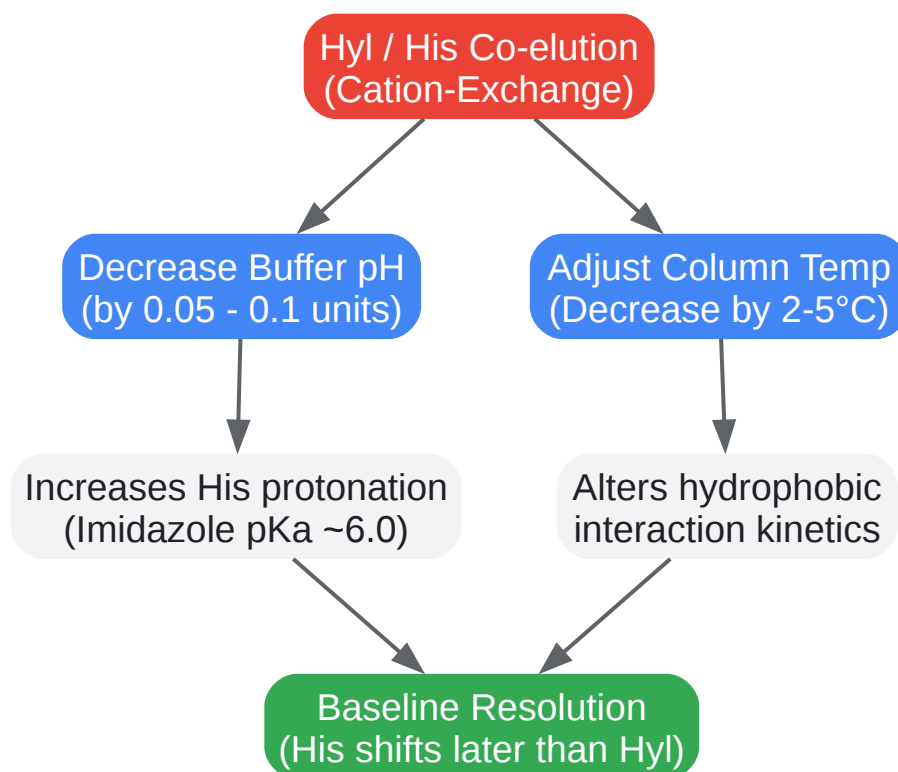 Hyl / His Co-elution
(Cation-Exchange)
Decrease Buffer pH
(by 0.05 - 0.1 units)
Adjust Column Temp
(Decrease by 2-5°C)
Increases His protonation
(Imidazole pKa ~6.0)
Alters hydrophobic
interaction kinetics
Baseline Resolution
(His shifts later than Hyl)